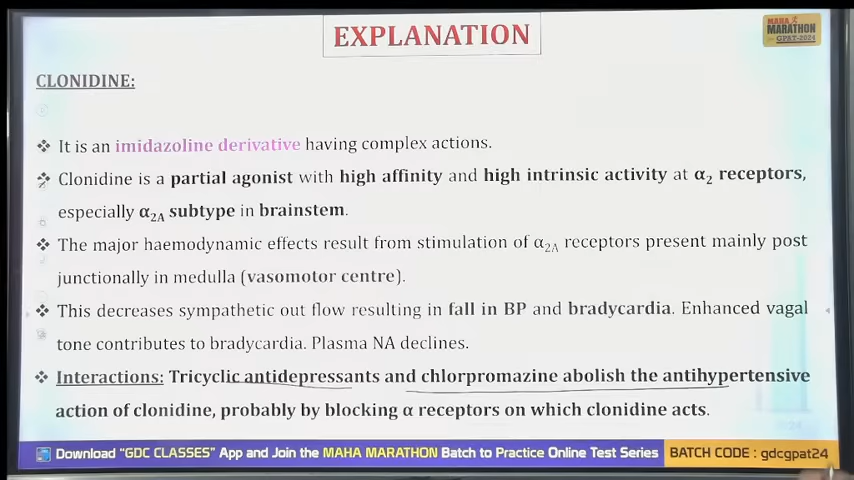 EXPLANATION
MAHA
MARATHON
GPAT-2024
CLONIDINE:
❖ It is an imidazoline derivative having complex actions.
❖ Clonidine is a partial agonist with high affinity and high intrinsic activity at α2 receptors,
especially α2A subtype in brainstem.
❖ The major haemodynamic effects result from stimulation of α2A receptors present mainly post
junctionally in medulla (vasomotor centre).
❖ This decreases sympathetic out flow resulting in fall in BP and bradycardia. Enhanced vagal
tone contributes to bradycardia. Plasma NA declines.
❖ Interactions: Tricyclic antidepressants and chlorpromazine abolish the antihypertensive
action of clonidine, probably by blocking α receptors on which clonidine acts.
Download "GDC CLASSES" App and Join the MAHA MARATHON Batch to Practice Online Test Series
BATCH CODE : gdcgpat24